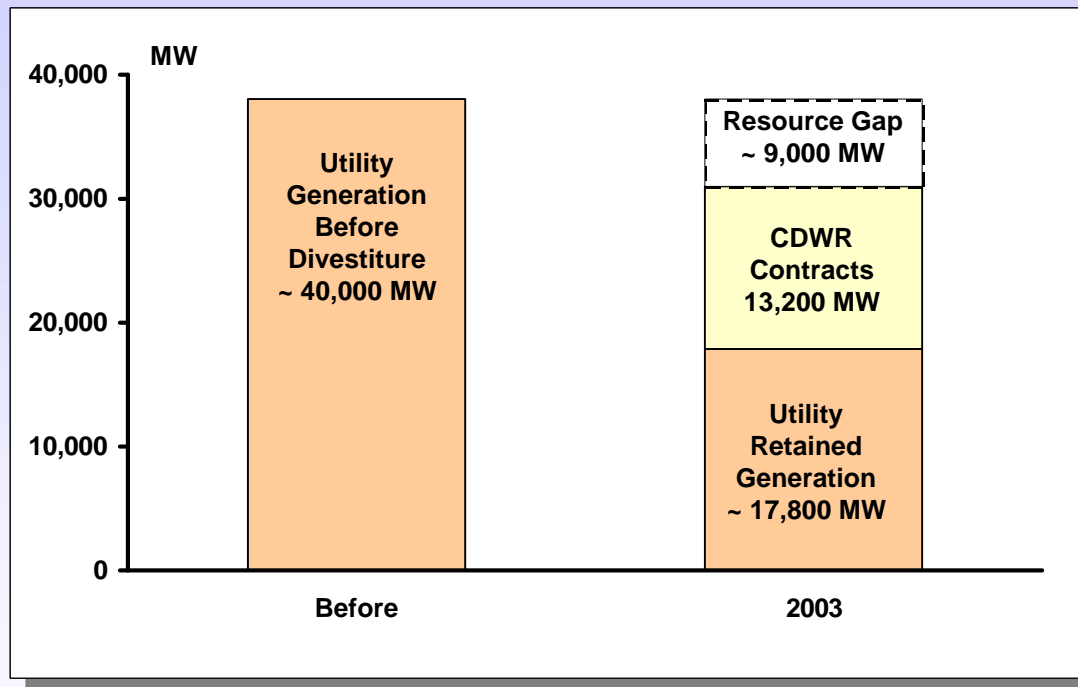 MW
40,000
30,000
20,000
10,000
0
Utility
Generation
Before
Divestiture
~ 40,000 MW
Resource Gap
~ 9,000 MW
CDWR
Contracts
13,200 MW
Utility
Retained
Generation
~ 17,800 MW
Before
2003